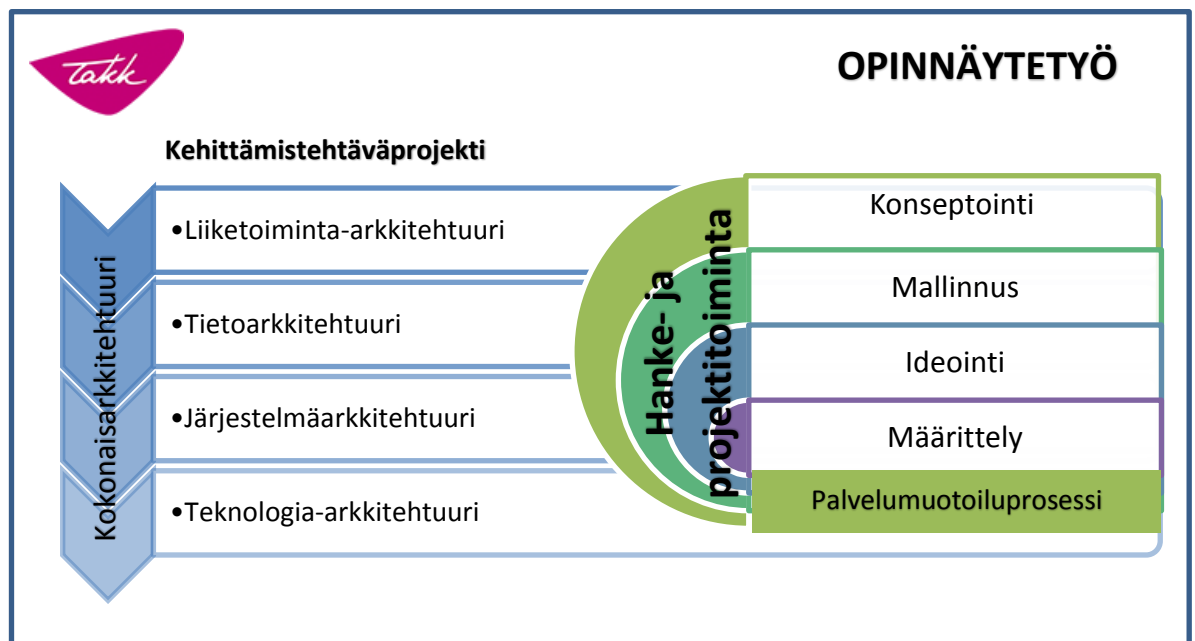 takk
OPINNÄYTETYÖ
Kehittämistehtäväprojekti
Kokonaisarkkitehtuuri
•Liiketoiminta-arkkitehtuuri
•Tietoarkkitehtuuri
•Järjestelmäarkkitehtuuri
•Teknologia-arkkitehtuuri
Hanke- ja
projektitoiminta
Konseptointi
Mallinnus
Ideointi
Määrittely
Palvelumuotoiluprosessi